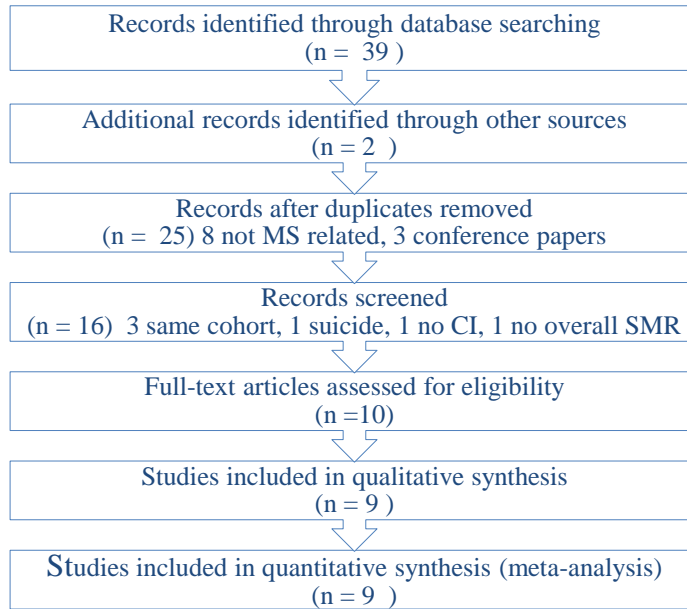 Records identified through database searching
(n = 39 )
Additional records identified through other sources
(n = 2 )
Records after duplicates removed
(n = 25) 8 not MS related, 3 conference papers
Records screened
(n = 16) 3 same cohort, 1 suicide, 1 no CI, 1 no overall SMR
Full-text articles assessed for eligibility
(n =10)
Studies included in qualitative synthesis
(n = 9 )
Studies included in quantitative synthesis (meta-analysis)
(n = 9 )